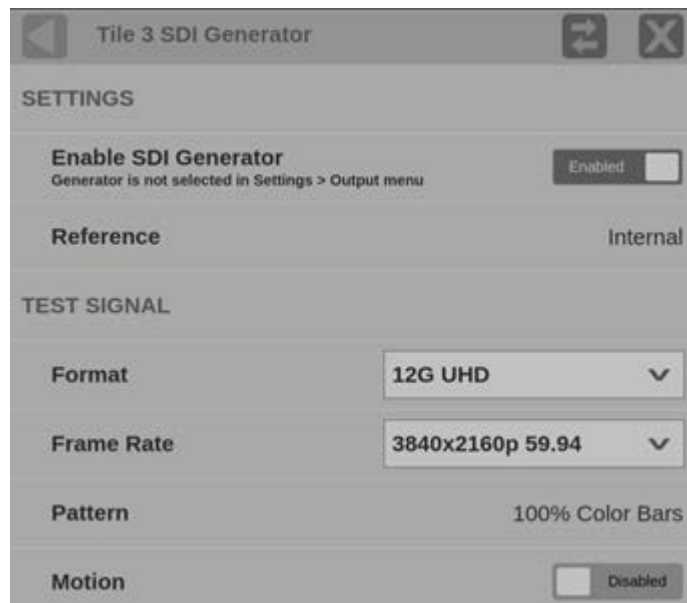 Tile 3 SDI Generator
SETTINGS
Enable SDI Generator
Enabled
Generator is not selected in Settings > Output menu
Reference
Internal
TEST SIGNAL
Format
12G UHD
Frame Rate
3840x2160p 59.94
Pattern
100% Color Bars
Motion
Disabled